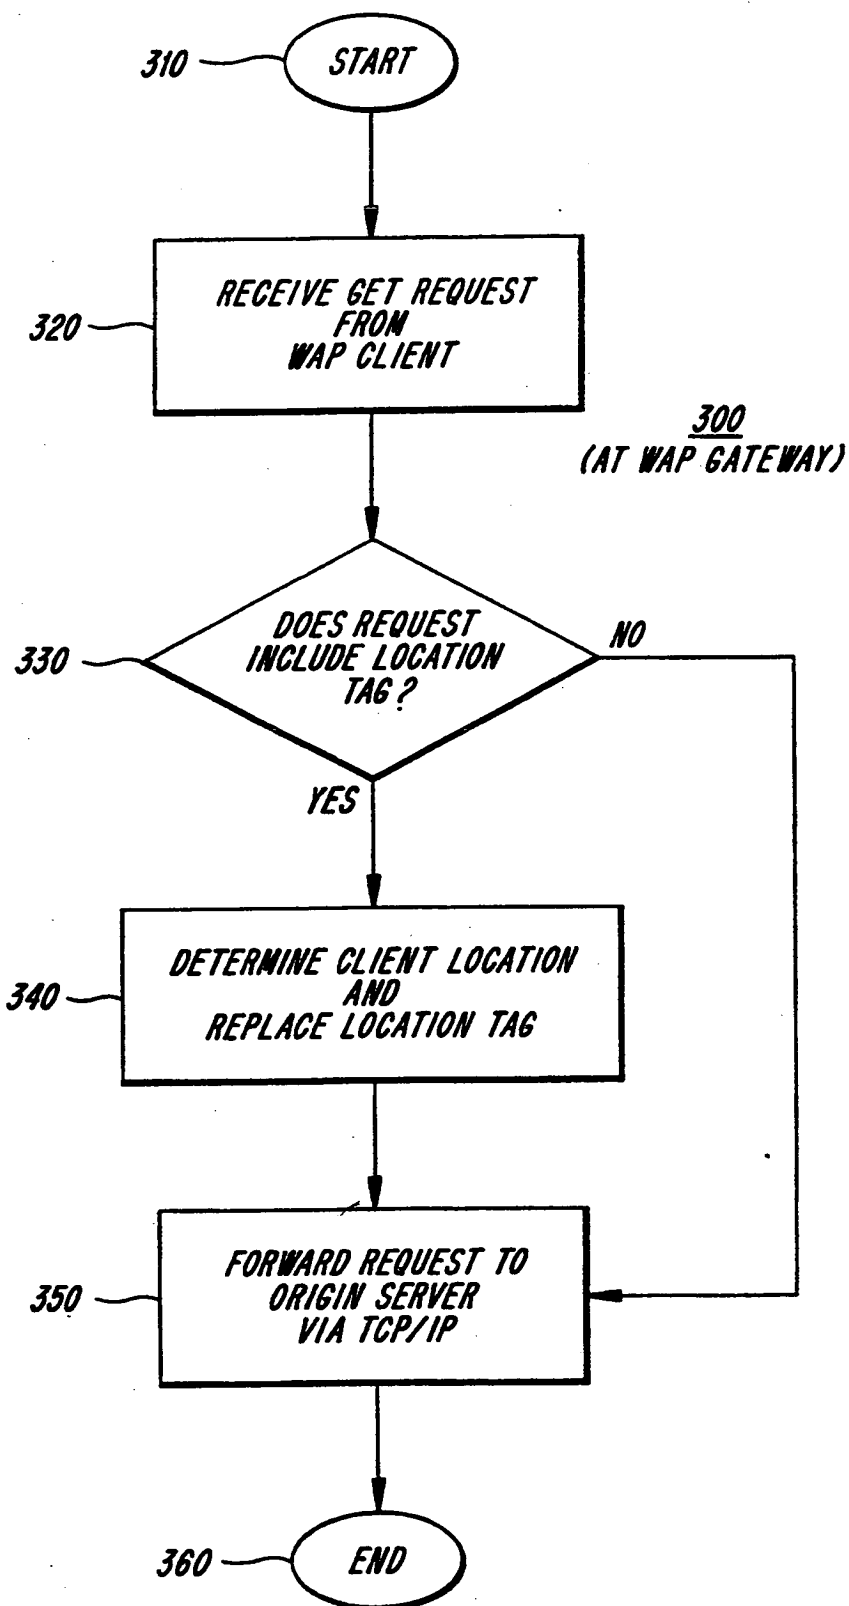 310
START
RECEIVE GET REQUEST
FROM
WAP CLIENT
320
300
(AT WAP GATEWAY)
DOES REQUEST
INCLUDE LOCATION
TAG?
330
NO
YES
DETERMINE CLIENT LOCATION
AND
REPLACE LOCATION TAG
340
FORWARD REQUEST TO
ORIGIN SERVER
VIA TCP/IP
350
360
END